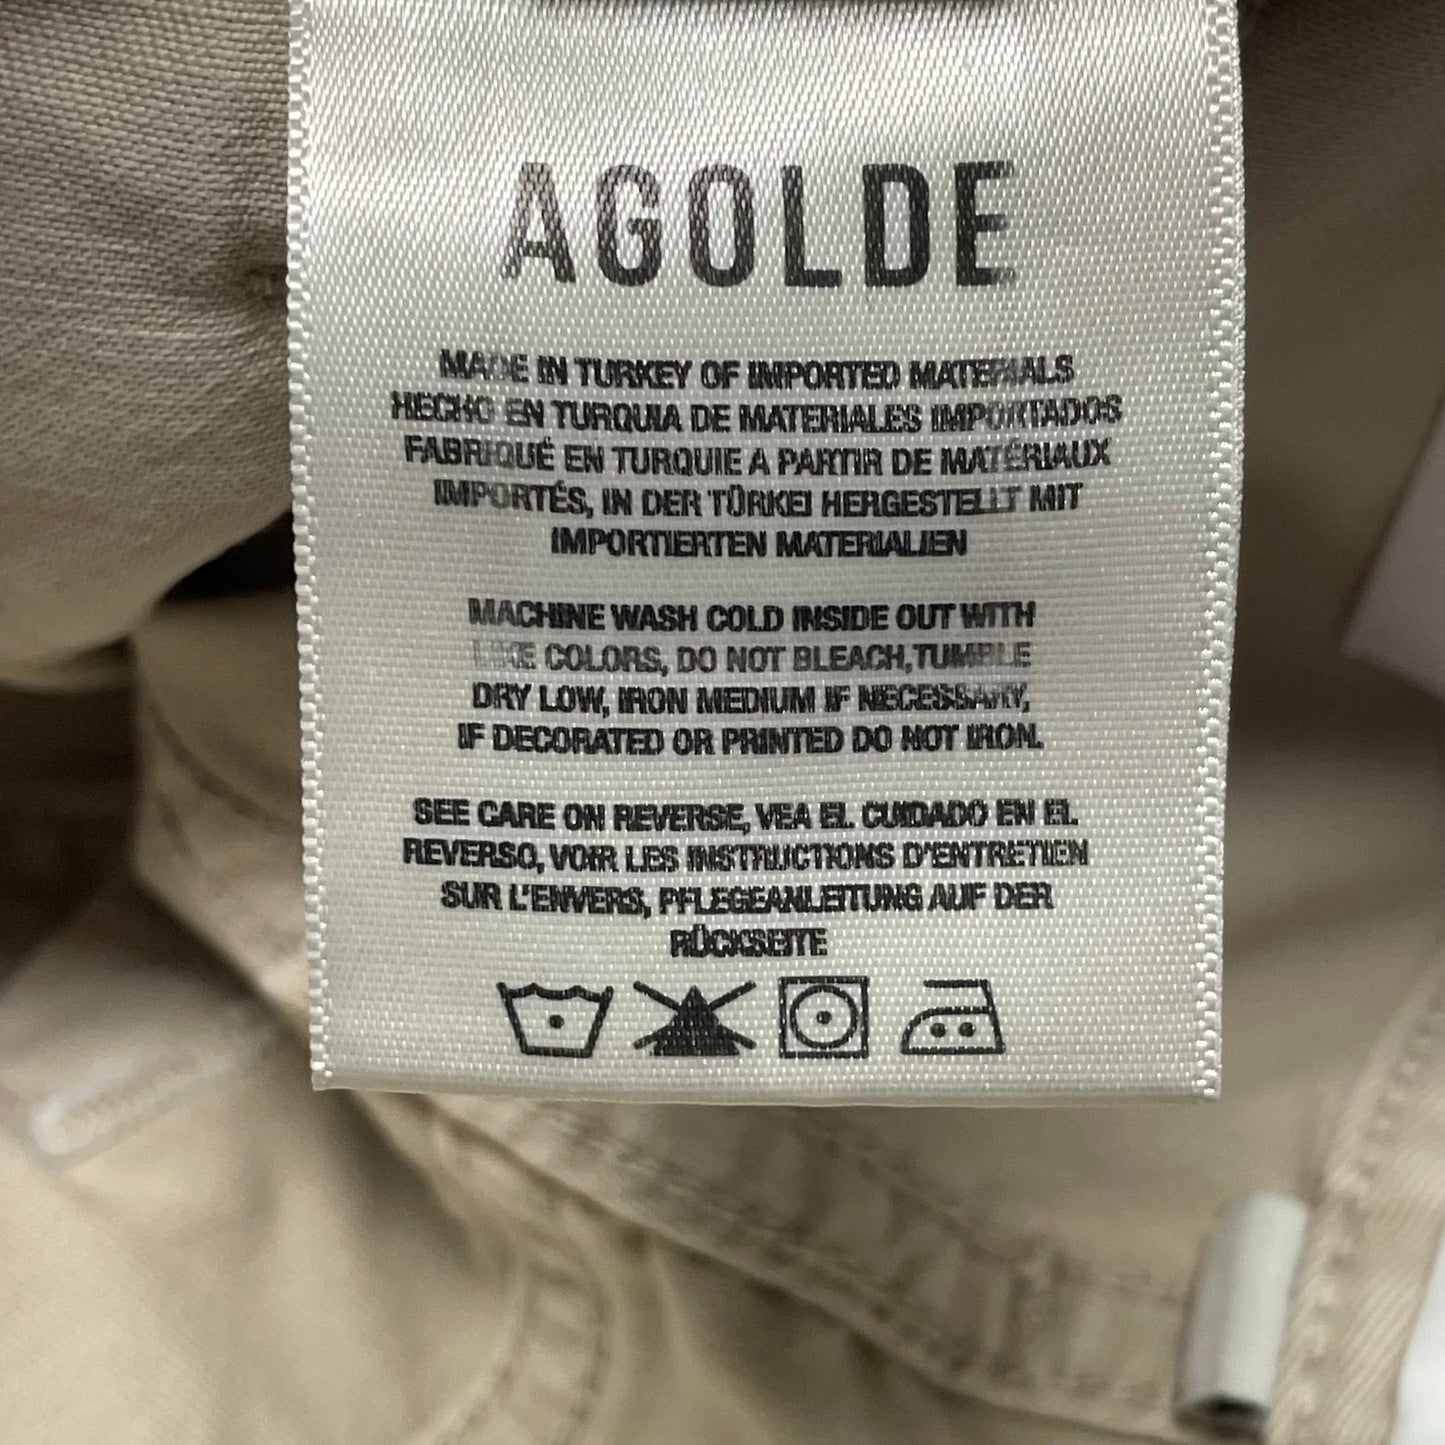 AGOLDE
MADE IN TURKEY OF IMPORTED MATERIALS
HECHO EN TURQUIA DE MATERIALES IMPORTADOS
FABRIQUÉ EN TURQUIE A PARTIR DE MATÉRIAUX
IMPORTÉS, IN DER TÜRKEI HERGESTELLT MIT
IMPORTIERTEN MATERIALIEN
MACHINE WASH COLD INSIDE OUT WITH
LIKE COLORS, DO NOT BLEACH, TUMBLE
DRY LOW, IRON MEDIUM IF NECESSARY,
IF DECORATED OR PRINTED DO NOT IRON.
SEE CARE ON REVERSE, VEA EL CUIDADO EN EL
REVERSO, VOIR LES INSTRUCTIONS D'ENTRETIEN
SUR L'ENVERS, PFLEGEANLEITUNG AUF DER
RÜCKSEITE